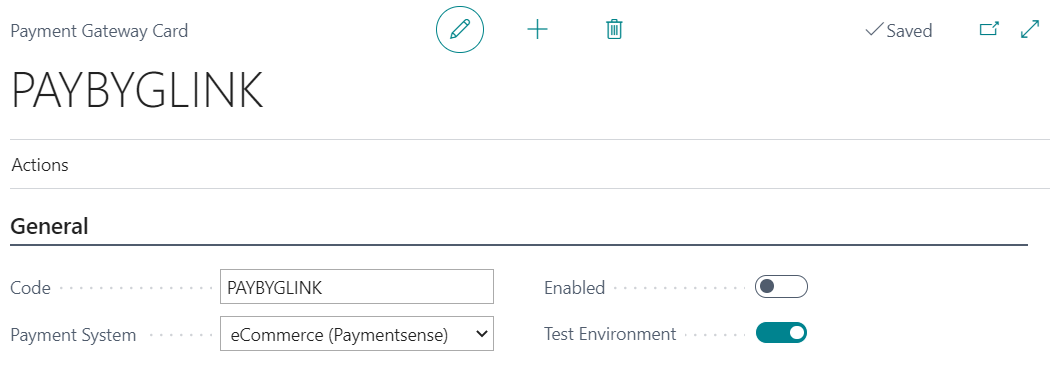 Payment Gateway Card
Saved
PAYBYGLINK
Actions
General
Code
PAYBYGLINK
Enabled
Payment System
eCommerce (Paymentsense)
Test Environment